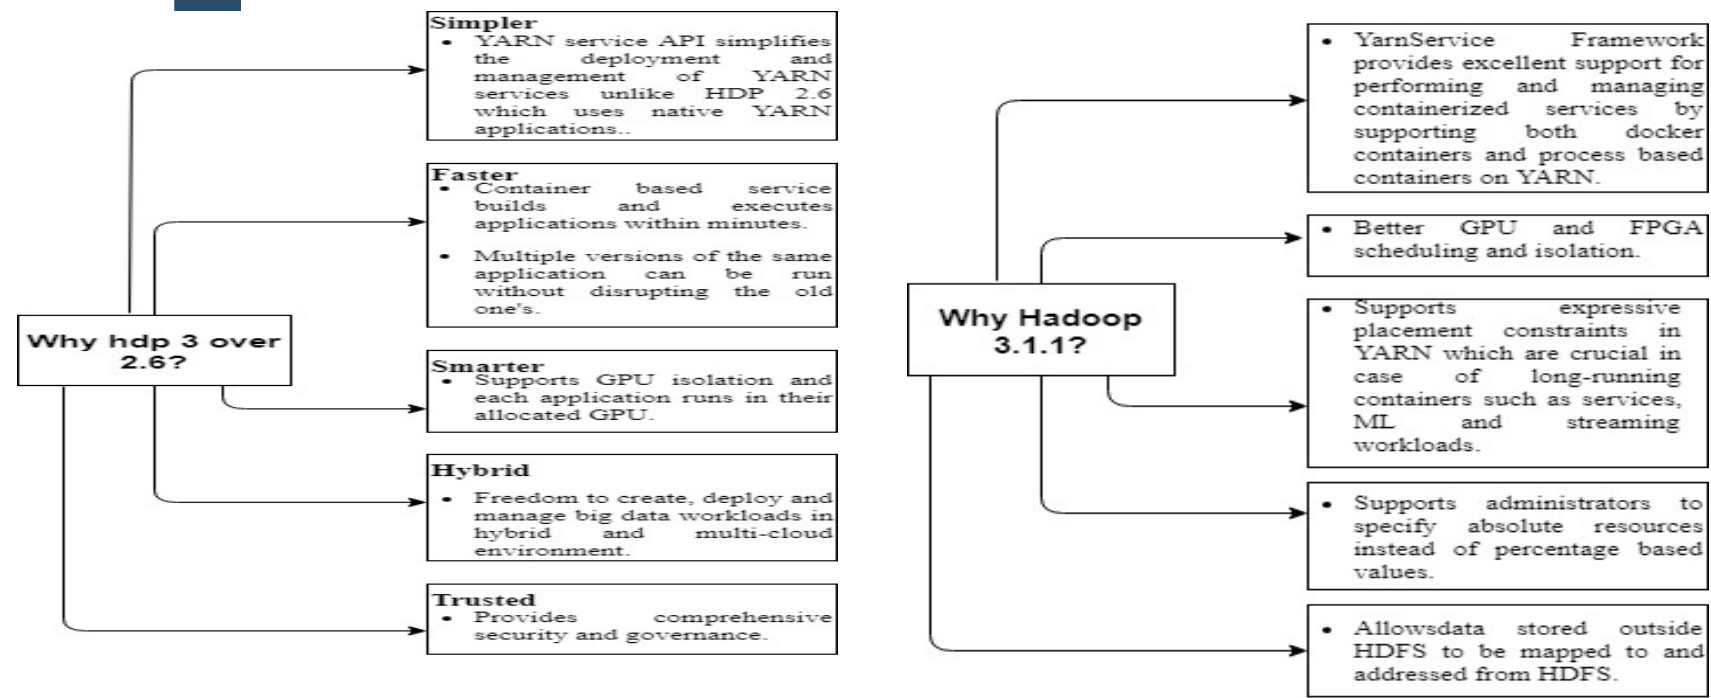 Simpler
• YARN service API simplifies
the deployment and
management of YARN
services unlike HDP 2.6
which uses native YARN
applications..
Faster
• Container based service
builds and executes
applications within minutes.
• Multiple versions of the same
application can be run
without disrupting the old
one's.
Why hdp 3 over
2.6?
Smarter
• Supports GPU isolation and
each application runs in their
allocated GPU.
Hybrid
• Freedom to create, deploy and
manage big data workloads in
hybrid and multi-cloud
environment.
Trusted
• Provides comprehensive
security and governance.
• YarnService Framework
provides excellent support for
performing and managing
containerized services by
supporting both docker
containers and process based
containers on YARN.
• Better GPU and FPGA
scheduling and isolation.
Why Hadoop
3.1.1?
• Supports expressive
placement constraints in
YARN which are crucial in
case of long-running
containers such as services,
ML and streaming
workloads.
• Supports administrators to
specify absolute resources
instead of percentage based
values.
• Allowsdata stored outside
HDFS to be mapped to and
addressed from HDFS.